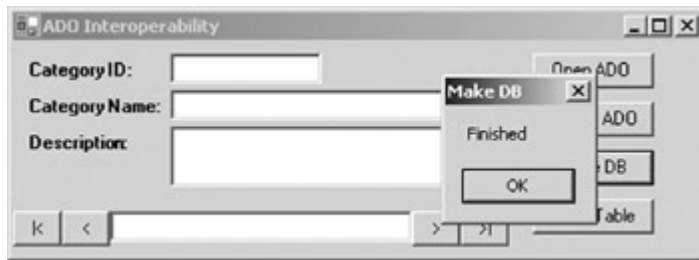 ADO Interoperability
Category ID:
Open ADO
Make DB
Category Name:
ADO
Finished
Description:
DB
OK
Table